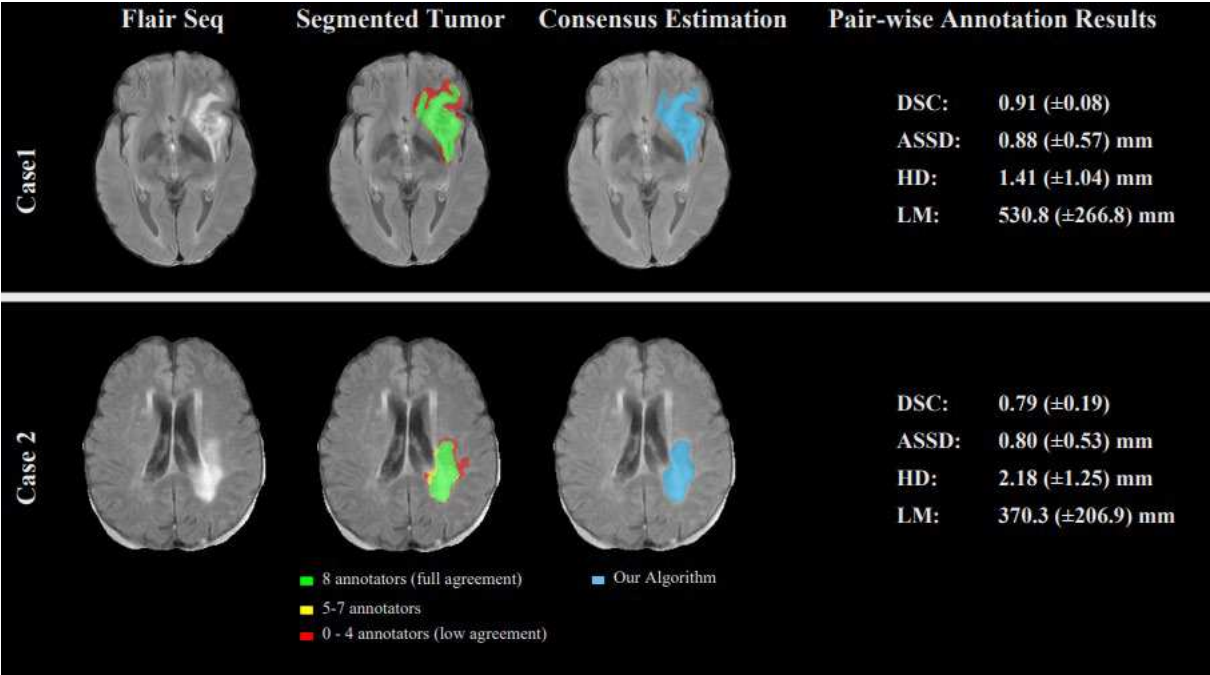 Flair Seq Segmented Tumor Consensus Estimation Pair-wise Annotation Results
Case1
DSC: 0.91 (±0.08)
ASSD: 0.88 (±0.57) mm
HD: 1.41 (±1.04) mm
LM: 530.8 (±266.8) mm
Case 2
DSC: 0.79 (±0.19)
ASSD: 0.80 (±0.53) mm
HD: 2.18 (±1.25) mm
LM: 370.3 (±206.9) mm
8 annotators (full agreement) Our Algorithm
5-7 annotators
0 - 4 annotators (low agreement)